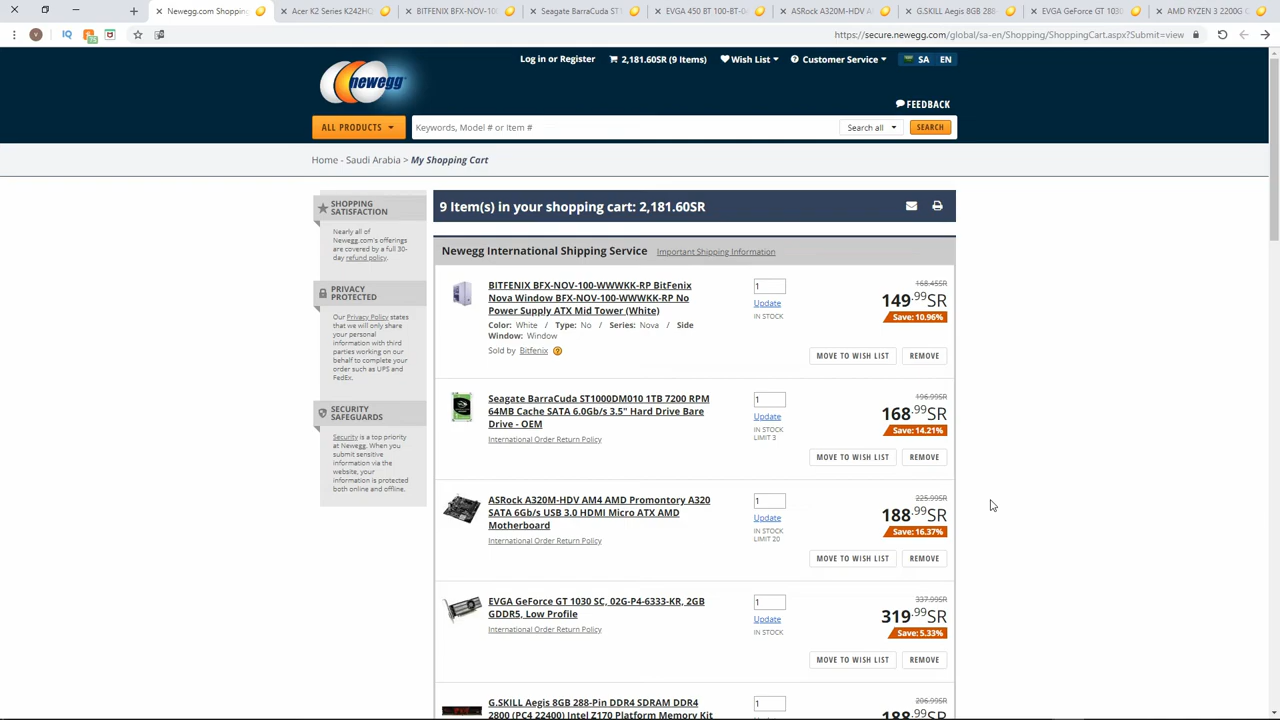 Newegg.com Shopping
Acer K2 Series K242HQ
BITFENIX BFX-NOV-10
Seagate BarraCuda ST1
EVGA 450 BT 100-BT-0
ASRock A320M-HDV A
G.SKILL Aegis 8GB 288-
EVGA GeForce GT 1030
AMD RYZEN 3 2200G
https://secure.newegg.com/global/sa-en/Shopping/ShoppingCart.aspx?Submit=view
Log in or Register
2,181.60SR (9 Items)
Wish List
Customer Service
SA
EN
newegg
FEEDBACK
ALL PRODUCTS
Keywords, Model # or Item #
Search all
SEARCH
Home - Saudi Arabia > My Shopping Cart
SHOPPING
SATISFACTION
Nearly all of
Newegg.com's offerings
are covered by a full 30-
day refund policy.
PRIVACY
PROTECTED
Our Privacy Policy states
that we will only share
your personal
information with third
parties working on our
behalf to complete your
order such as UPS and
FedEx.
SECURITY
SAFEGUARDS
Security is a top priority
at Newegg. When you
submit sensitive
information via the
website, your
information is protected
both online and offline.
9 Item(s) in your shopping cart: 2,181.60SR
Newegg International Shipping Service
Important Shipping Information
BITFENIX BFX-NOV-100-WWWKK-RP BitFenix
Nova Window BFX-NOV-100-WWWKK-RP No
Power Supply ATX Mid Tower (White)
Color: White / Type: No / Series: Nova / Side
Window: Window
Sold by Bitfenix
1
Update
IN STOCK
168.45SR
149.99SR
Save: 10.96%
MOVE TO WISH LIST
REMOVE
Seagate BarraCuda ST1000DM010 1TB 7200 RPM
64MB Cache SATA 6.0Gb/s 3.5" Hard Drive Bare
Drive - OEM
International Order Return Policy
1
Update
IN STOCK
LIMIT 3
196.99SR
168.99SR
Save: 14.21%
MOVE TO WISH LIST
REMOVE
ASRock A320M-HDV AM4 AMD Promontory A320
SATA 6Gb/s USB 3.0 HDMI Micro ATX AMD
Motherboard
International Order Return Policy
1
Update
IN STOCK
LIMIT 20
225.99SR
188.99SR
Save: 16.37%
MOVE TO WISH LIST
REMOVE
EVGA GeForce GT 1030 SC, 02G-P4-6333-KR, 2GB
GDDR5, Low Profile
International Order Return Policy
1
Update
IN STOCK
337.99SR
319.99SR
Save: 5.33%
MOVE TO WISH LIST
REMOVE
G.SKILL Aegis 8GB 288-Pin DDR4 SDRAM DDR4
2800 (PC4 22400) Intel Z170 Platform Memory Kit
1
206.99SR
188.99SR